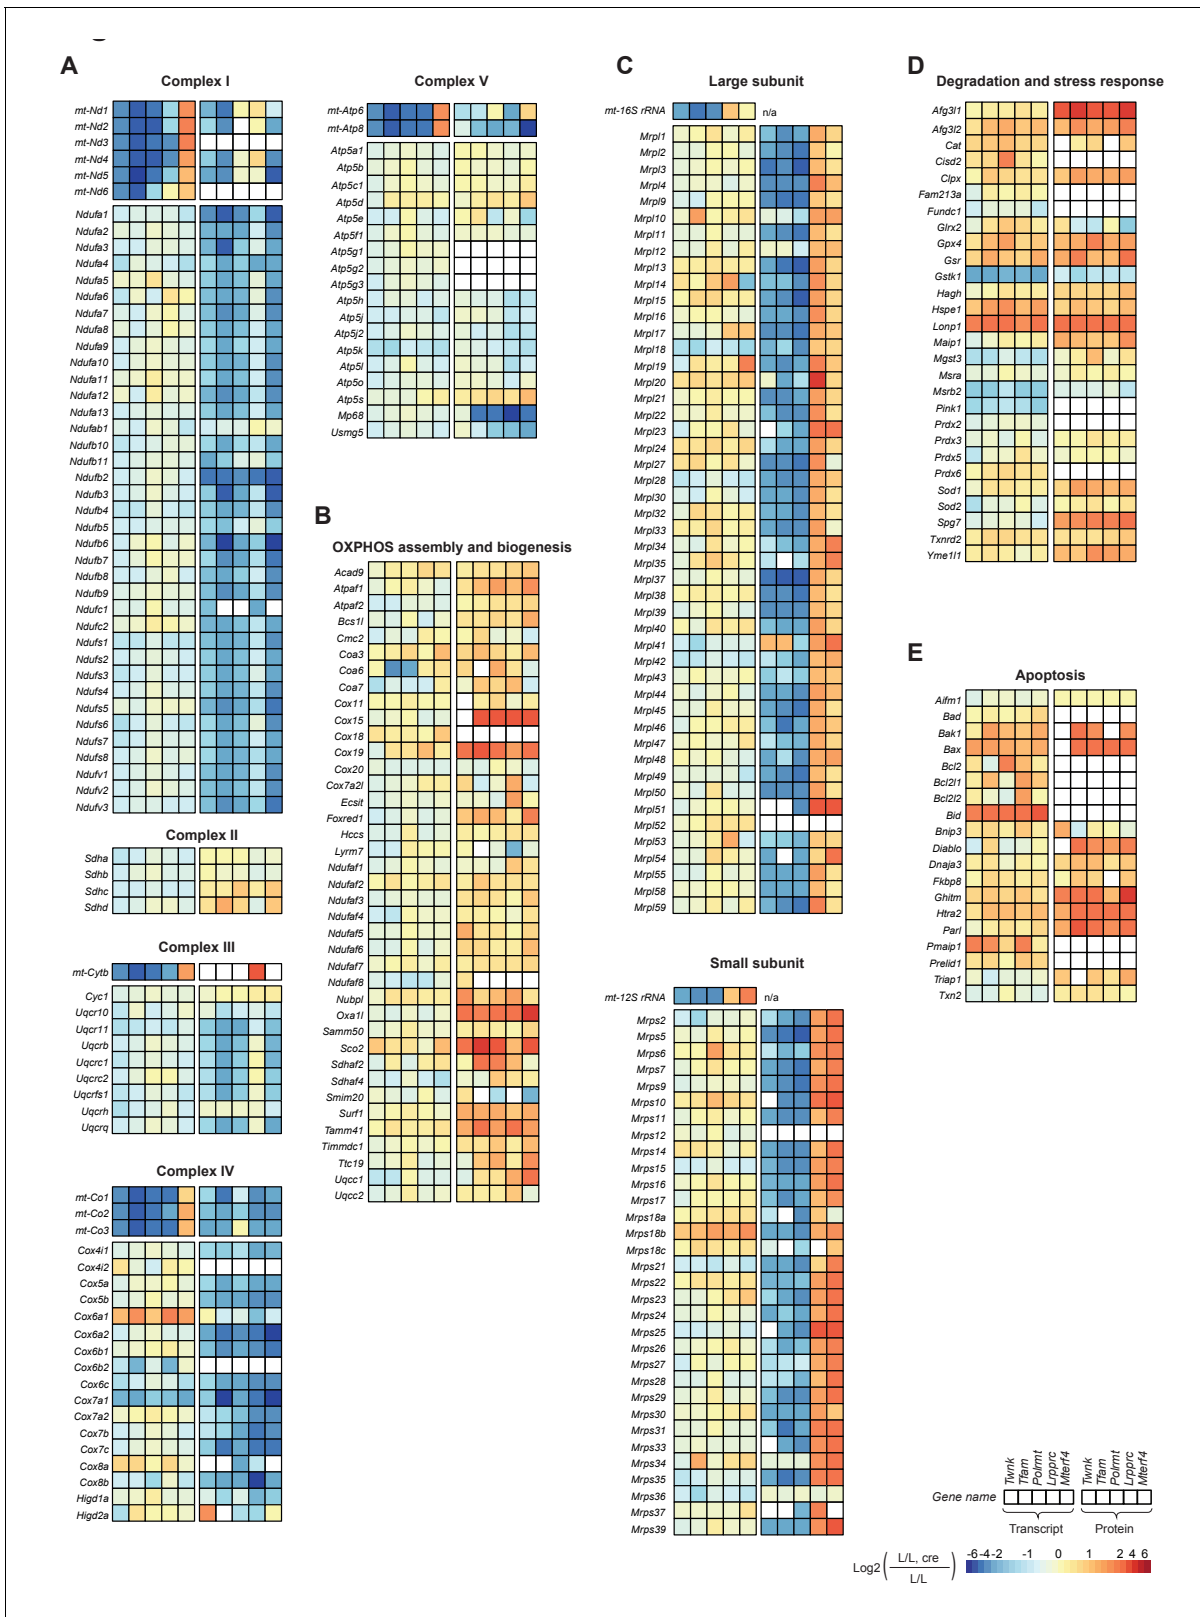 A
Complex I
mt-Nd1
mt-Nd2
mt-Nd3
mt-Nd4
mt-Nd5
mt-Nd6
Ndufa1
Ndufa2
Ndufa3
Ndufa4
Ndufa5
Ndufa6
Ndufa7
Ndufa8
Ndufa9
Ndufa10
Ndufa11
Ndufa12
Ndufa13
Ndufab1
Ndufb10
Ndufb11
Ndufb2
Ndufb3
Ndufb4
Ndufb5
Ndufb6
Ndufb7
Ndufb8
Ndufb9
Ndufc1
Ndufc2
Ndufs1
Ndufs2
Ndufs3
Ndufs4
Ndufs5
Ndufs6
Ndufs7
Ndufs8
Ndufv1
Ndufv2
Ndufv3
Complex II
Sdha
Sdhb
Sdhc
Sdhd
Complex III
mt-Cytb
Cyc1
Uqcr10
Uqcr11
Uqcrb
Uqcrc1
Uqcrc2
Uqcrfs1
Uqcrh
Uqcrq
Complex IV
mt-Co1
mt-Co2
mt-Co3
Cox4i1
Cox4i2
Cox5a
Cox5b
Cox6a1
Cox6a2
Cox6b1
Cox6b2
Cox6c
Cox7a1
Cox7a2
Cox7b
Cox7c
Cox8a
Cox8b
Higd1a
Higd2a
Complex V
mt-Atp6
mt-Atp8
Atp5a1
Atp5b
Atp5c1
Atp5d
Atp5e
Atp5f1
Atp5g1
Atp5g2
Atp5g3
Atp5h
Atp5j
Atp5j2
Atp5k
Atp5l
Atp5o
Atp5s
Mp68
Usmg5
B
OXPHOS assembly and biogenesis
Acad9
Atpaf1
Atpaf2
Bcs1l
Cmc2
Coa3
Coa6
Coa7
Cox11
Cox15
Cox18
Cox19
Cox20
Cox7a2l
Ecsit
Foxred1
Hccs
Lyrm7
Ndufaf1
Ndufaf2
Ndufaf3
Ndufaf4
Ndufaf5
Ndufaf6
Ndufaf7
Ndufaf8
Nubpl
Oxa1l
Samm50
Sco2
Sdhaf2
Sdhaf4
Smim20
Surf1
Tamm41
Timmdc1
Ttc19
Uqcc1
Uqcc2
C
Large subunit
mt-16S rRNA
n/a
Mrpl1
Mrpl2
Mrpl3
Mrpl4
Mrpl9
Mrpl10
Mrpl11
Mrpl12
Mrpl13
Mrpl14
Mrpl15
Mrpl16
Mrpl17
Mrpl18
Mrpl19
Mrpl20
Mrpl21
Mrpl22
Mrpl23
Mrpl24
Mrpl27
Mrpl28
Mrpl30
Mrpl32
Mrpl33
Mrpl34
Mrpl35
Mrpl37
Mrpl38
Mrpl39
Mrpl40
Mrpl41
Mrpl42
Mrpl43
Mrpl44
Mrpl45
Mrpl46
Mrpl47
Mrpl48
Mrpl49
Mrpl50
Mrpl51
Mrpl52
Mrpl53
Mrpl54
Mrpl55
Mrpl58
Mrpl59
Small subunit
mt-12S rRNA
n/a
Mrps2
Mrps5
Mrps6
Mrps7
Mrps9
Mrps10
Mrps11
Mrps12
Mrps14
Mrps15
Mrps16
Mrps17
Mrps18a
Mrps18b
Mrps18c
Mrps21
Mrps22
Mrps23
Mrps24
Mrps25
Mrps26
Mrps27
Mrps28
Mrps29
Mrps30
Mrps31
Mrps33
Mrps34
Mrps35
Mrps36
Mrps37
Mrps39
D
Degradation and stress response
Afg3l1
Afg3l2
Cat
Cisd2
Clpx
Fam213a
Fundc1
Glrx2
Gpx4
Gsr
Gstk1
Hagh
Hspe1
Lonp1
Maip1
Mgst3
Msra
Msrb2
Pink1
Prdx2
Prdx3
Prdx5
Prdx6
Sod1
Sod2
Spg7
Txnrd2
Yme1l1
E
Apoptosis
Aifm1
Bad
Bak1
Bax
Bcl2
Bcl2l1
Bcl2l2
Bid
Bnip3
Diablo
Dnaja3
Fkbp8
Ghitm
Htra2
Parl
Pmaip1
Prelid1
Triap1
Txn2
Twnk Tfam Polrmt Lrpprc Mterf4 Twnk Tfam Polrmt Lrpprc Mterf4
Gene name
Transcript Protein
Log2 ( L/L, cre / L/L )
-6 -4 -2 -1 0 1 2 4 6